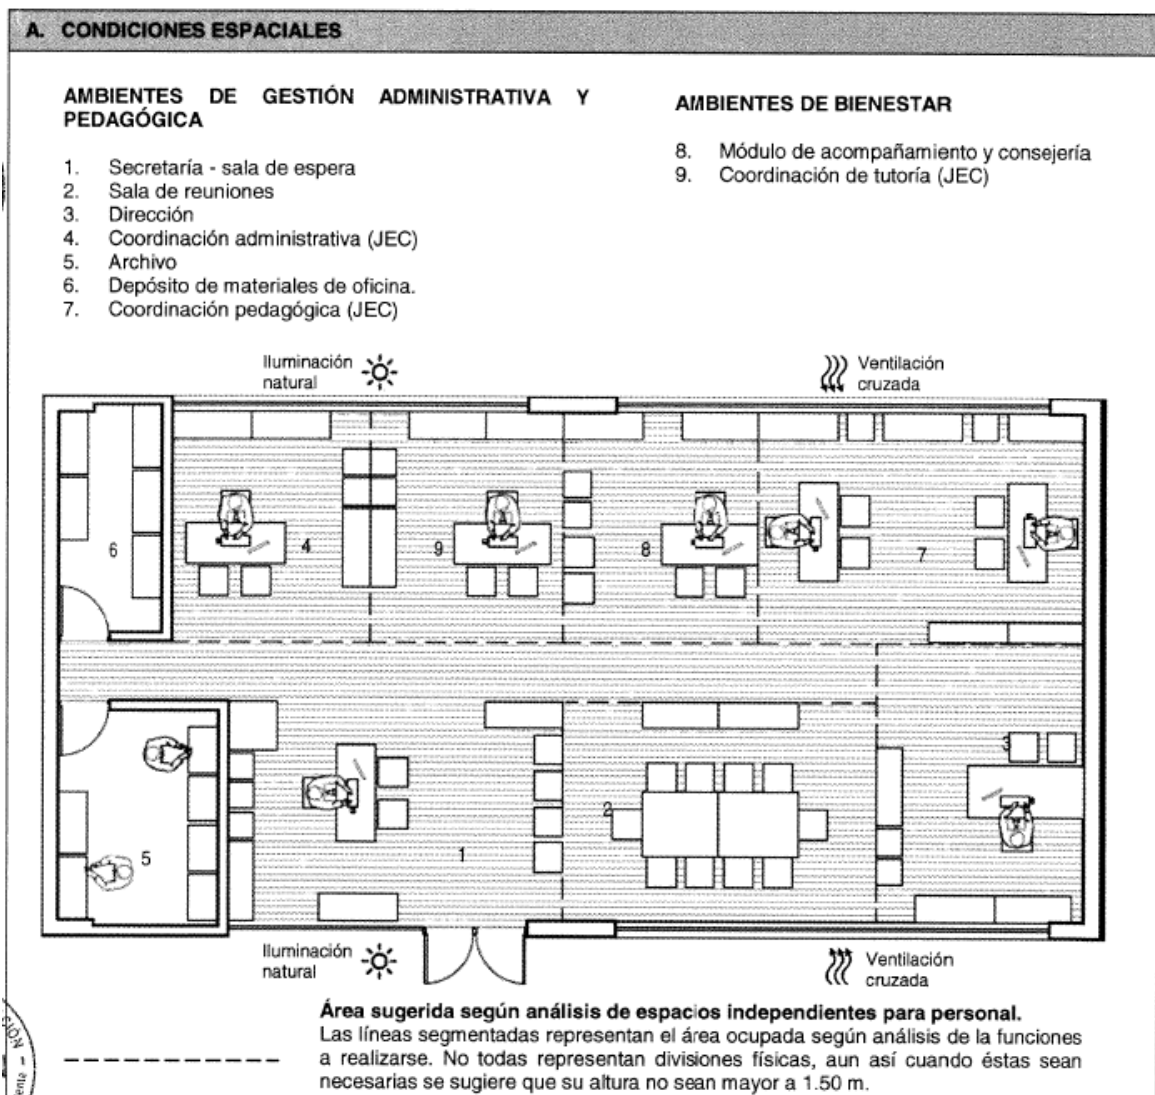 A. CONDICIONES ESPACIALES
AMBIENTES DE GESTIÓN ADMINISTRATIVA Y
PEDAGÓGICA
1. Secretaría - sala de espera
2. Sala de reuniones
3. Dirección
4. Coordinación administrativa (JEC)
5. Archivo
6. Depósito de materiales de oficina.
7. Coordinación pedagógica (JEC)
AMBIENTES DE BIENESTAR
8. Módulo de acompañamiento y consejería
9. Coordinación de tutoría (JEC)
Iluminación
natural
Ventilación
cruzada
6
4
9
8
7
3
2
1
5
Iluminación
natural
Ventilación
cruzada
Área sugerida según análisis de espacios independientes para personal.
Las líneas segmentadas representan el área ocupada según análisis de la funciones
a realizarse. No todas representan divisiones físicas, aun así cuando éstas sean
necesarias se sugiere que su altura no sean mayor a 1.50 m.